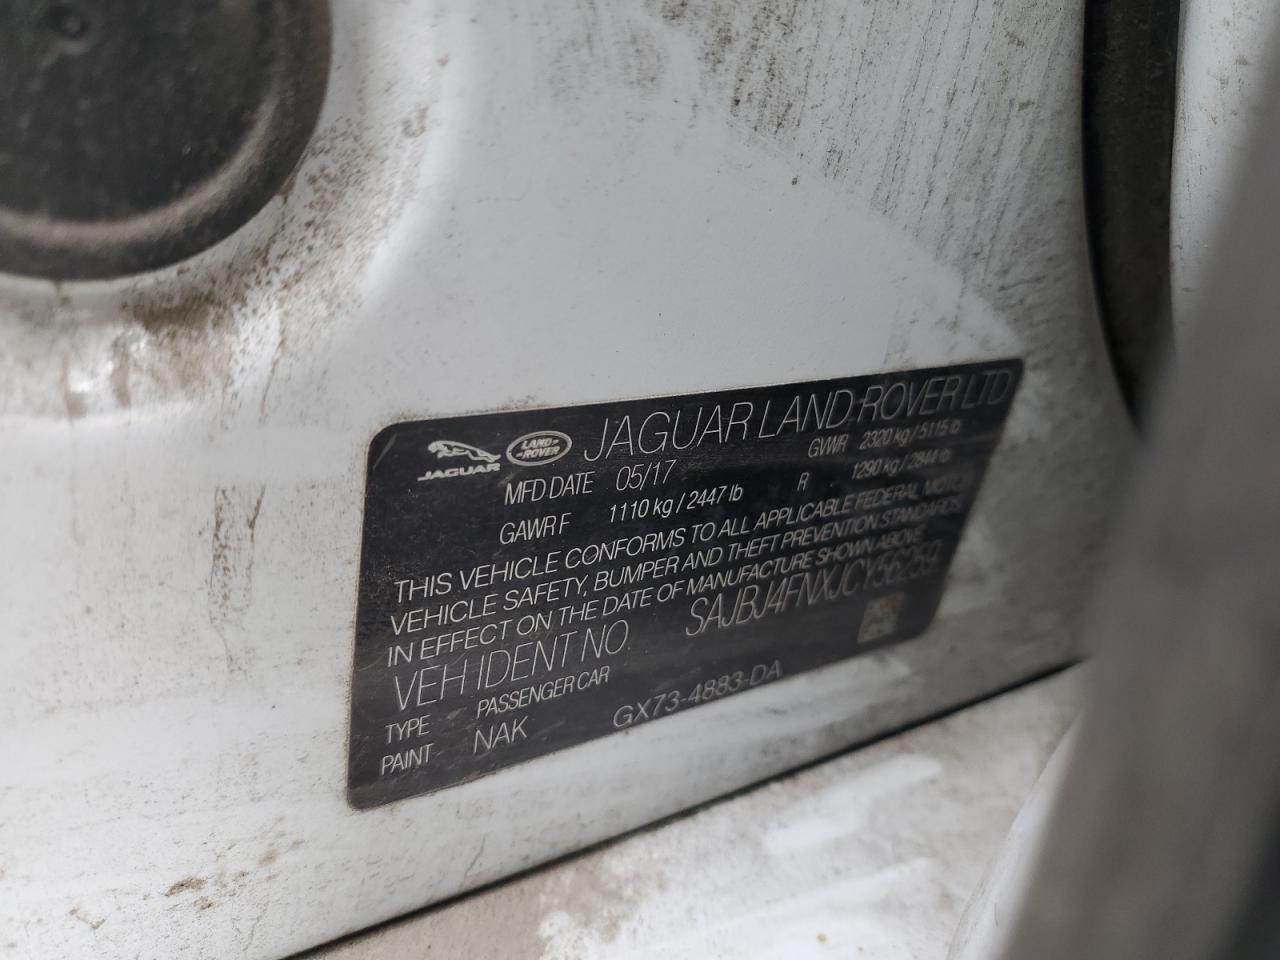 JAGUAR LAND-ROVER JAGUAR LAND ROVER LTD
MFD DATE 05/17 GVWR 2320 kg / 5115 lb
GAWR F 1110 kg / 2447 lb R 1290 kg / 2844 lb
THIS VEHICLE CONFORMS TO ALL APPLICABLE FEDERAL MOTOR
VEHICLE SAFETY, BUMPER AND THEFT PREVENTION STANDARDS
IN EFFECT ON THE DATE OF MANUFACTURE SHOWN ABOVE
VEH IDENT NO. SAJBJ4FNXJCY56259
TYPE PASSENGER CAR
PAINT NAK GX73-4883-DA